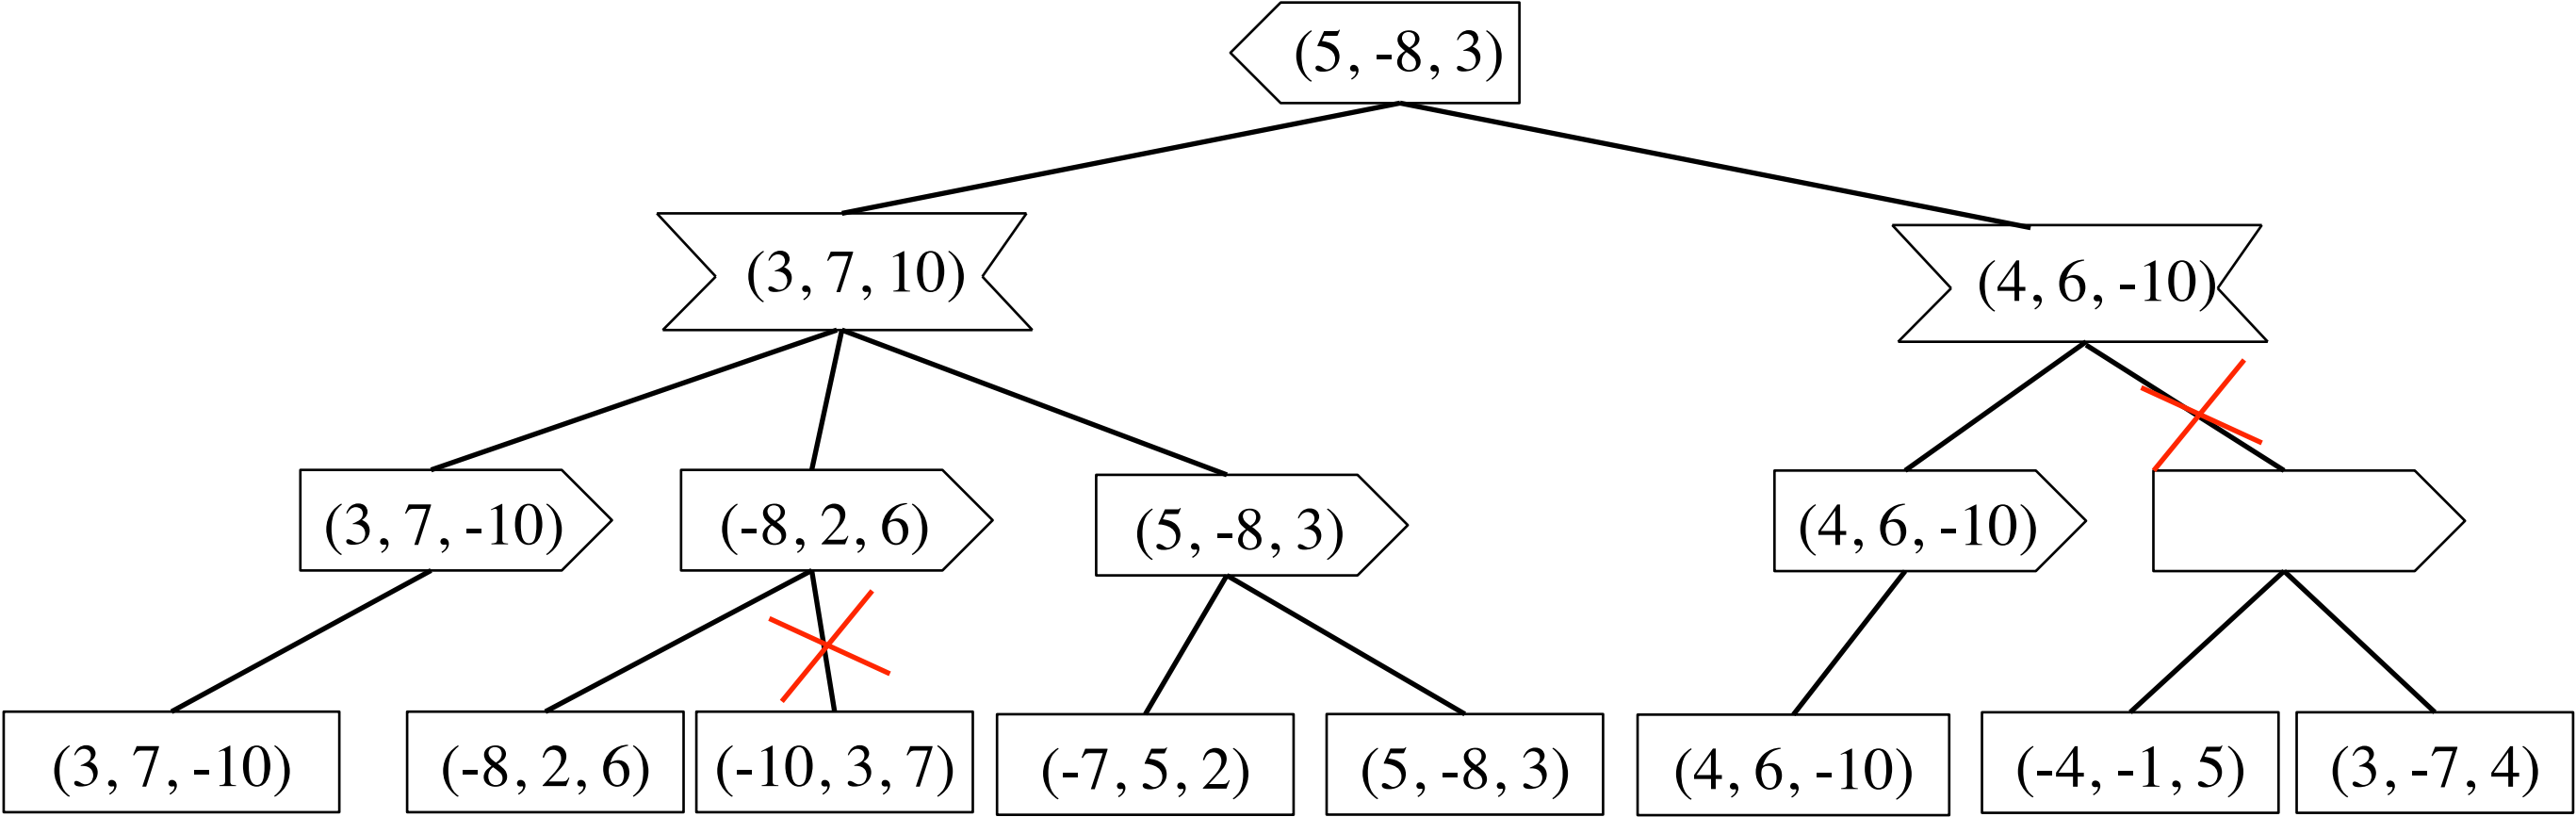 (5, -8, 3)
(3, 7, 10)
(4, 6, -10)
(3, 7, -10)
(-8, 2, 6)
(5, -8, 3)
(4, 6, -10)
(3, 7, -10)
(-8, 2, 6)
(-10, 3, 7)
(-7, 5, 2)
(5, -8, 3)
(4, 6, -10)
(-4, -1, 5)
(3, -7, 4)